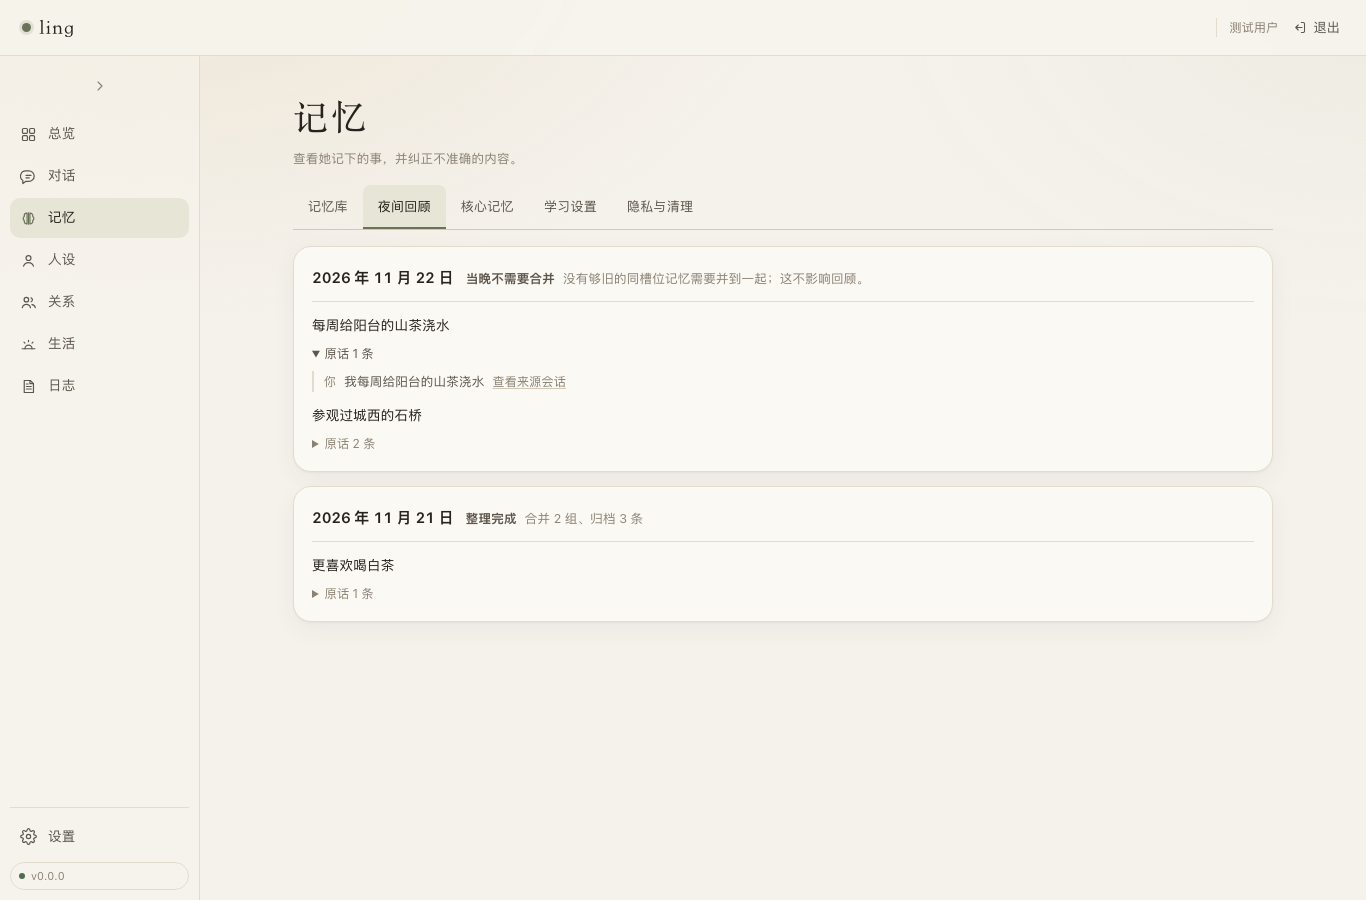 ling
测试用户 退出
总览
对话
记忆
人设
关系
生活
日志
设置
v0.0.0
记忆
查看她记下的事，并纠正不准确的内容。
记忆库 夜间回顾 核心记忆 学习设置 隐私与清理
2026 年 11 月 22 日 当晚不需要合并 没有够旧的同槽位记忆需要并到一起；这不影响回顾。
每周给阳台的山茶浇水
原话 1 条
你 我每周给阳台的山茶浇水 查看来源会话
参观过城西的石桥
原话 2 条
2026 年 11 月 21 日 整理完成 合并 2 组、归档 3 条
更喜欢喝白茶
原话 1 条